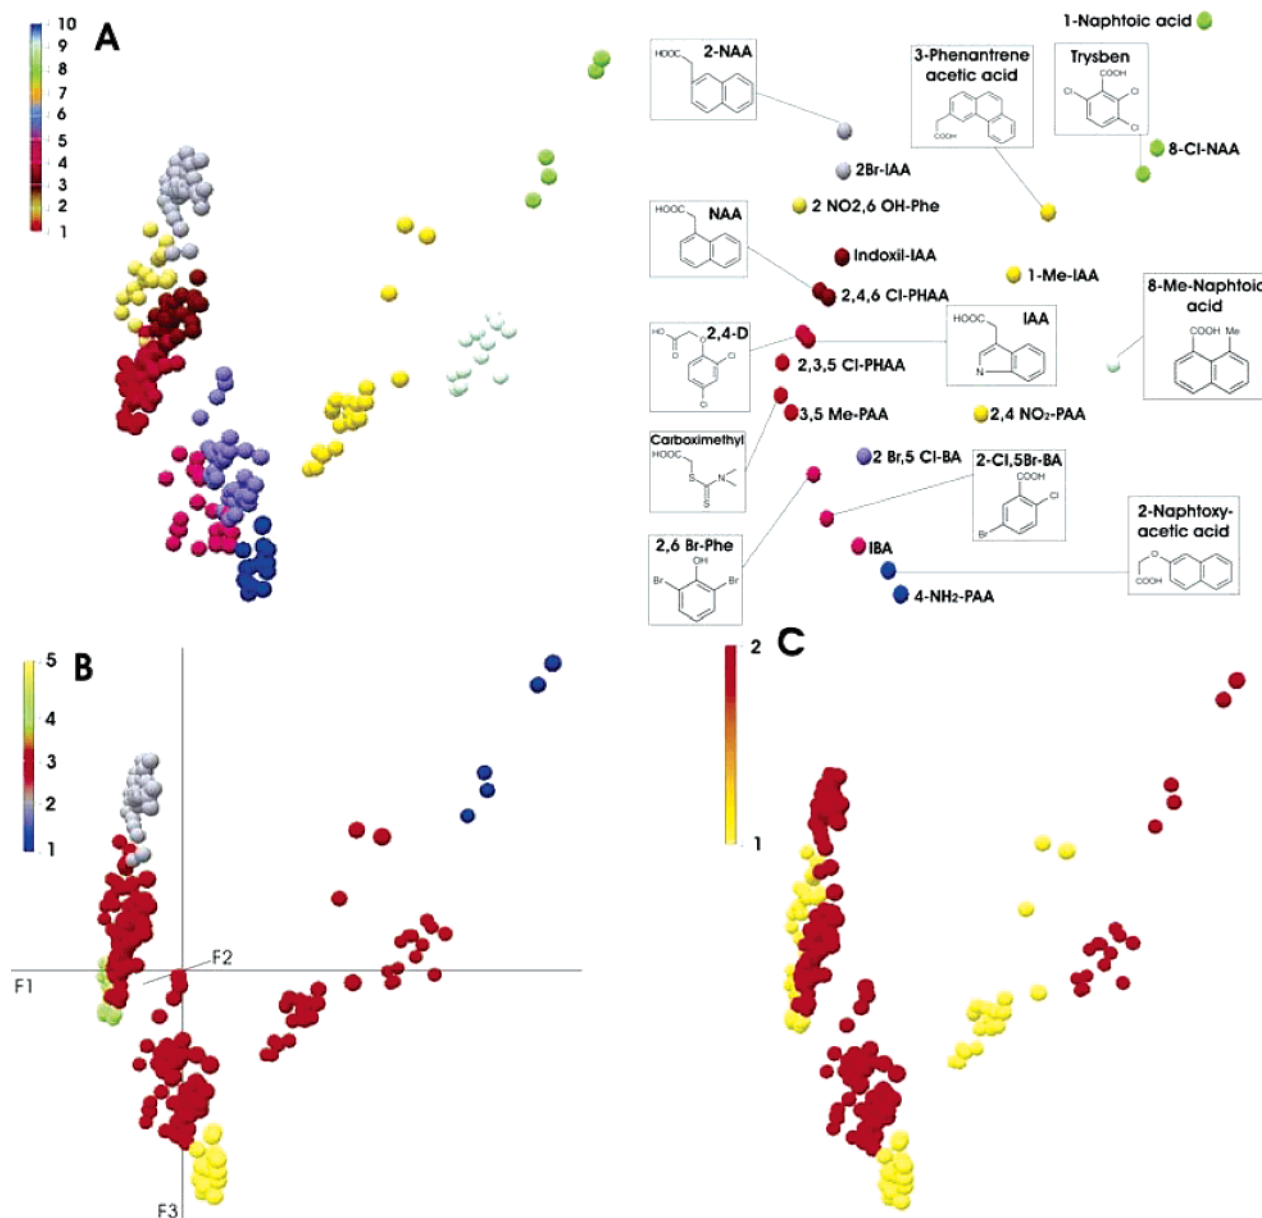 10
9
8
7
6
5
4
3
2
1
A
1-Naphtoic acid
2-NAA
HOOC
3-Phenantrene
acetic acid
COOH
Trysben
COOH
Cl
Cl
Cl
8-Cl-NAA
2Br-IAA
2 NO2,6 OH-Phe
NAA
HOOC
Indoxil-IAA
1-Me-IAA
2,4,6 Cl-PHAA
8-Me-Naphtoic
acid
COOH Me
IAA
HOOC
N
2,4-D
HO
O
O
Cl
Cl
2,3,5 Cl-PHAA
3,5 Me-PAA
2,4 NO2-PAA
Carboximethyl
HOOC
S
N
S
2 Br,5 Cl-BA
2-Cl,5Br-BA
COOH
Cl
Br
2-Naphtoxy-
acetic acid
O
COOH
2,6 Br-Phe
OH
Br
Br
IBA
4-NH2-PAA
5
4
3
2
1
B
F1
F2
F3
2
1
C